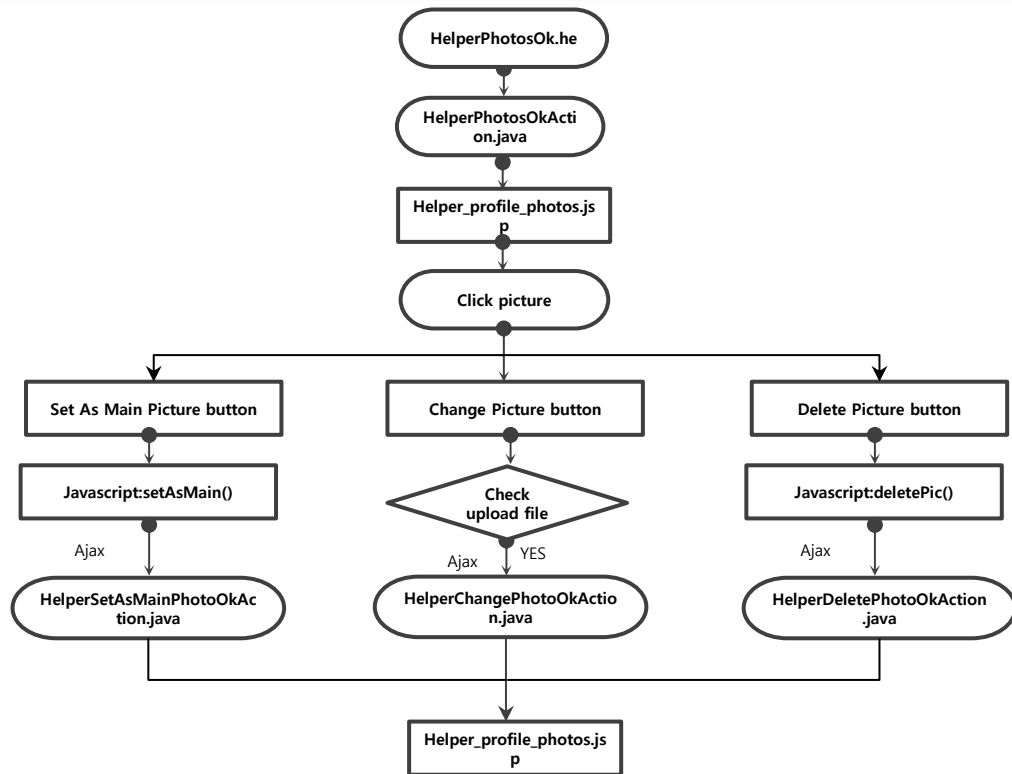 HelperPhotosOk.he
HelperPhotosOkActi
on.java
Helper_profile_photos.js
p
Click picture
Set As Main Picture button
Change Picture button
Delete Picture button
Javascript:setAsMain()
Check
upload file
Javascript:deletePic()
Ajax
Ajax
YES
Ajax
HelperSetAsMainPhotoOkAc
tion.java
HelperChangePhotoOkActio
n.java
HelperDeletePhotoOkAction
.java
Helper_profile_photos.js
p